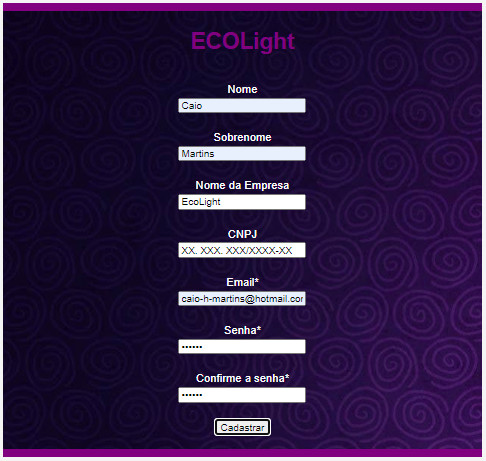 ECOLight
Nome
Caio
Sobrenome
Martins
Nome da Empresa
EcoLight
CNPJ
XX. XXX. XXX/XXXX-XX
Email*
caio-h-martins@hotmail.cor
Senha*
••••••
Confirme a senha*
••••••
Cadastrar